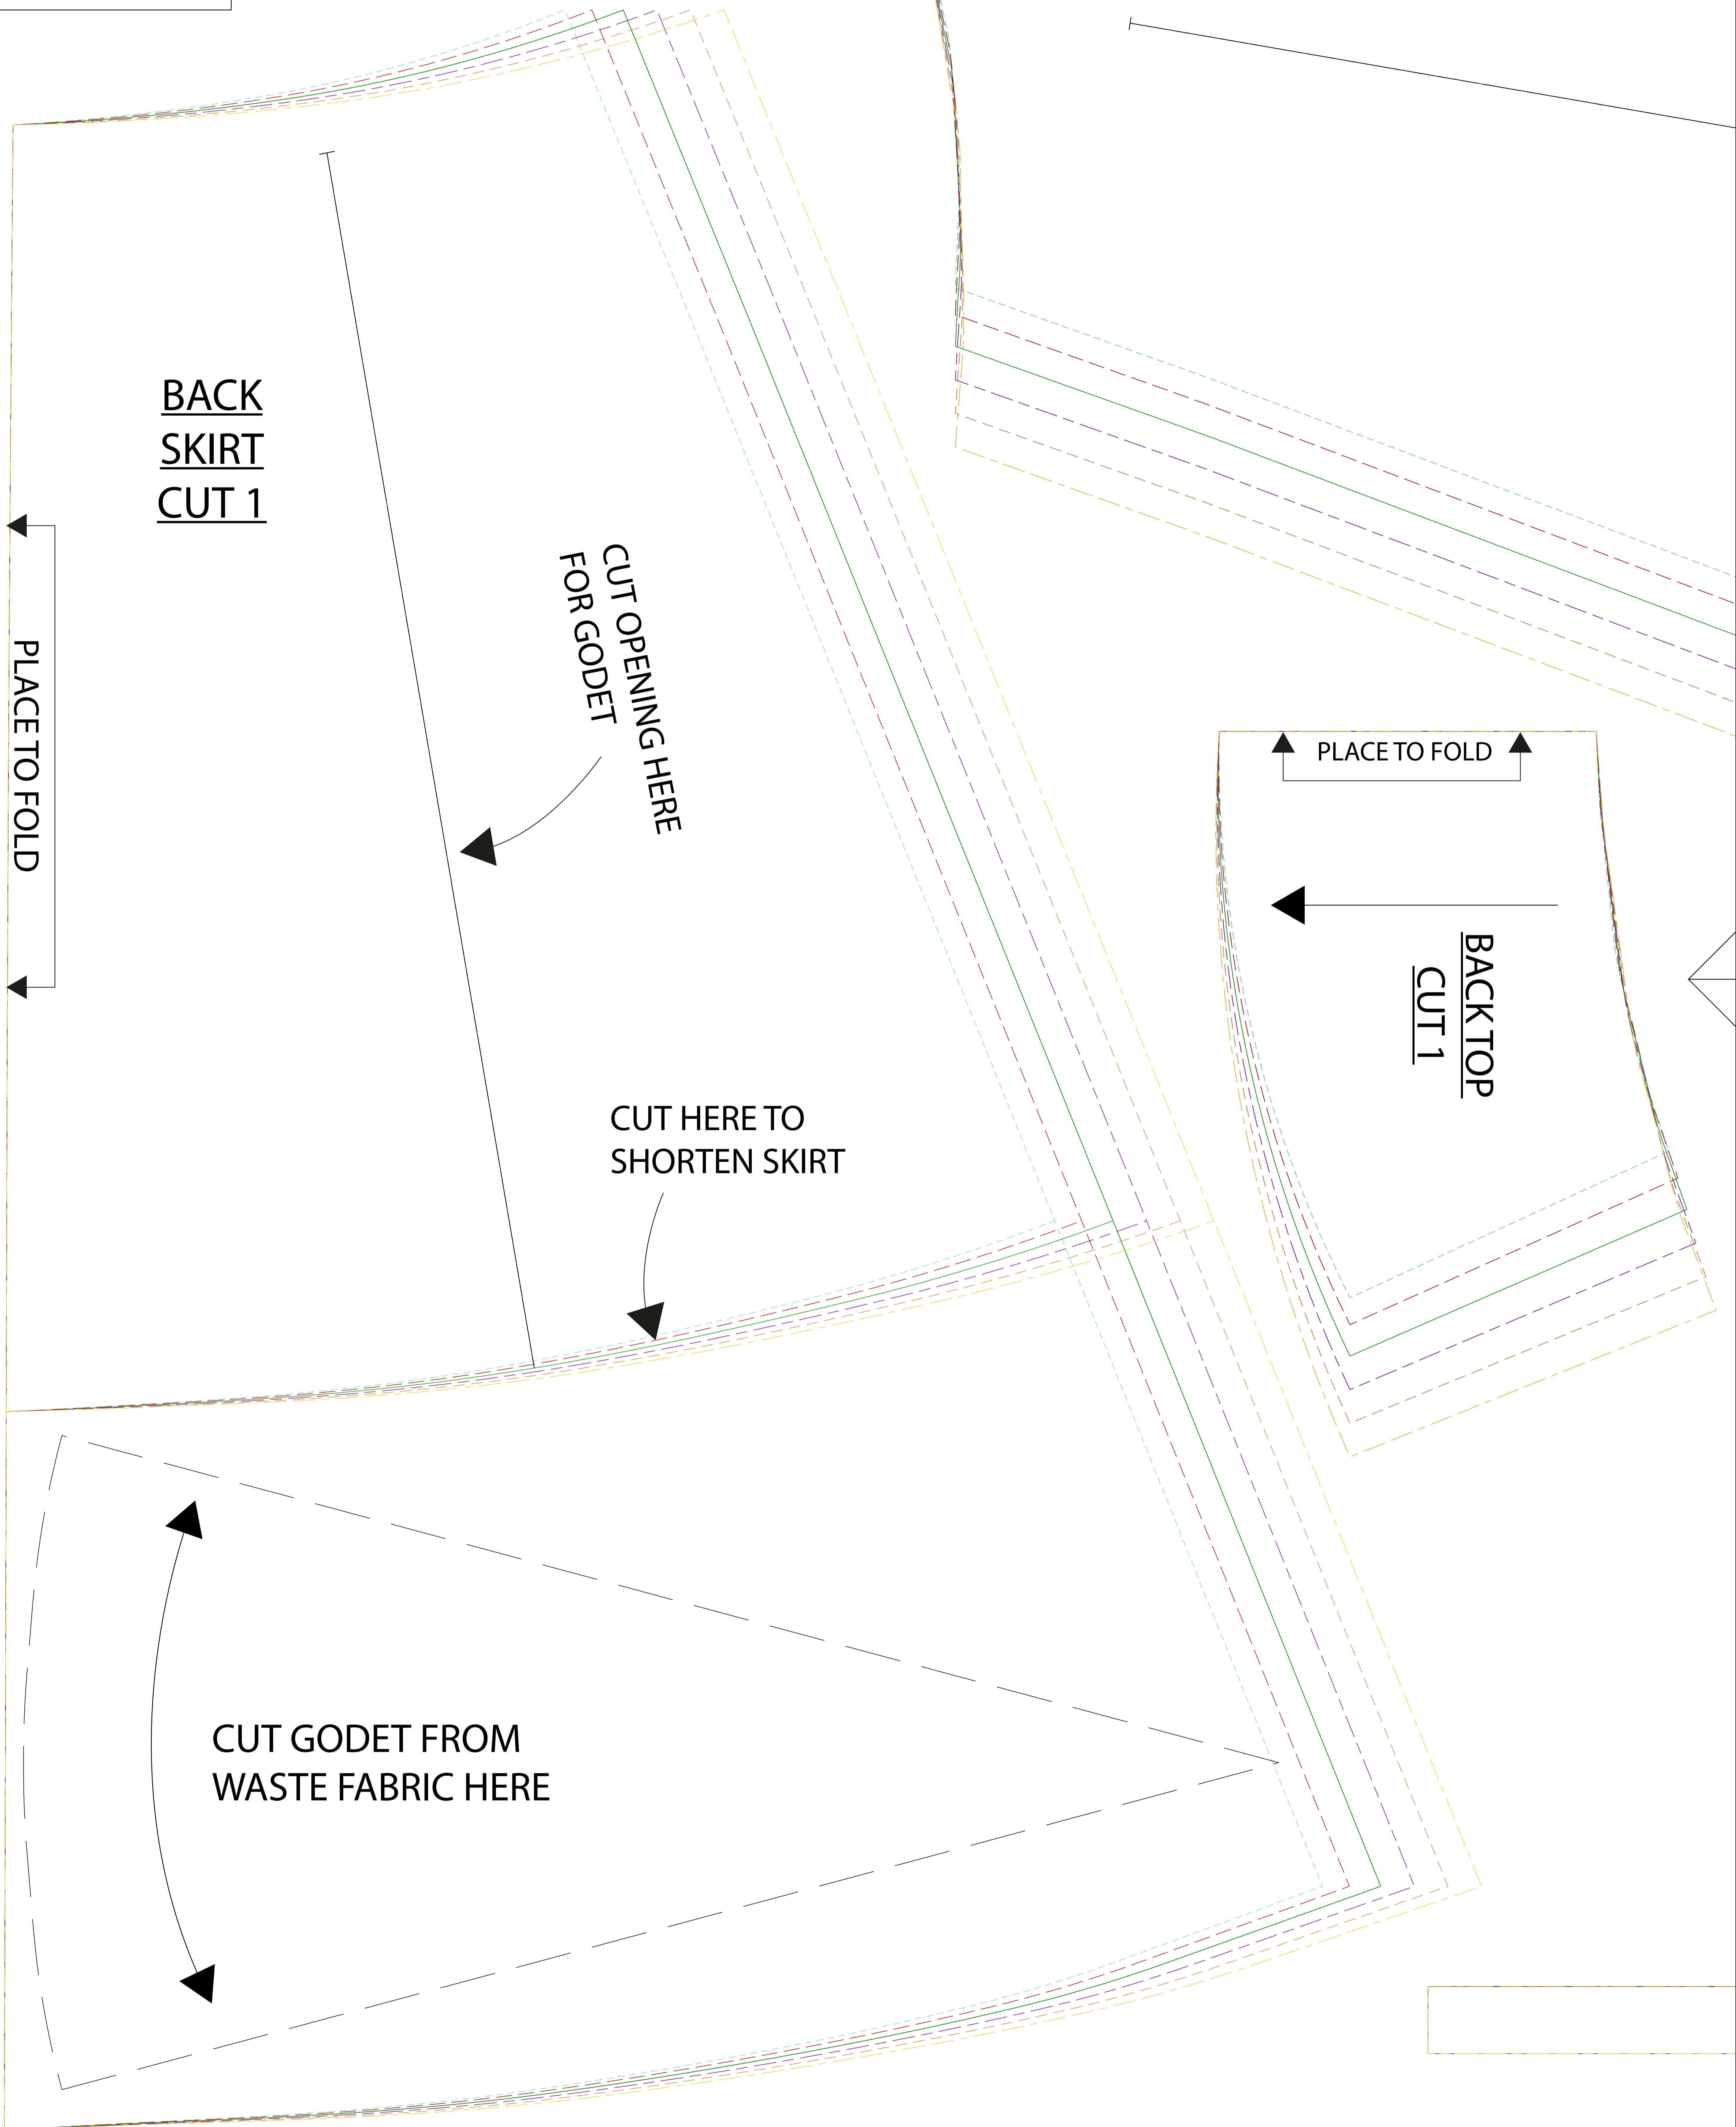 BACK
SKIRT
CUT 1
PLACE TO FOLD
CUT OPENING HERE
FOR GODET
PLACE TO FOLD
BACK TOP
CUT 1
CUT HERE TO
SHORTEN SKIRT
CUT GODET FROM
WASTE FABRIC HERE